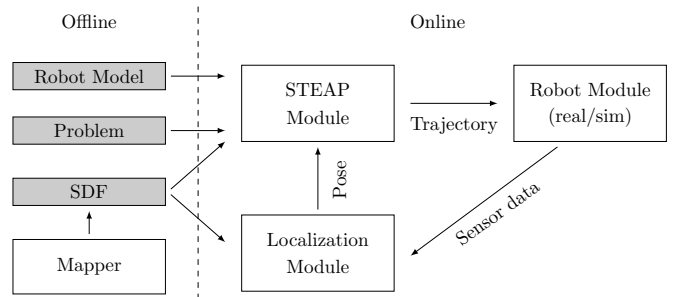 Offline
Online
Robot Model
Problem
SDF
Mapper
STEAP
Module
Trajectory
Robot Module
(real/sim)
Pose
Sensor data
Localization
Module